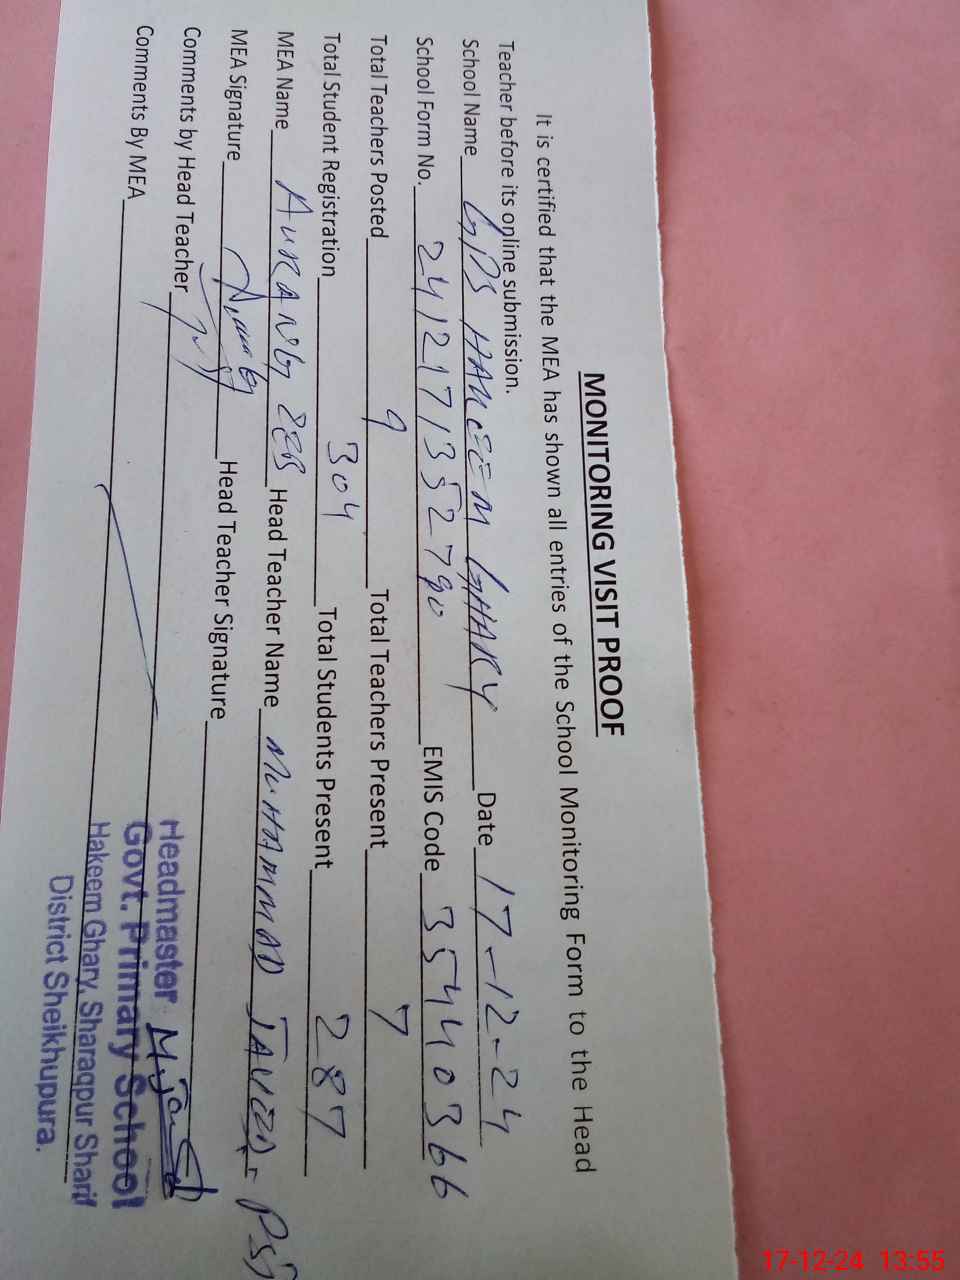 MONITORING VISIT PROOF
It is certified that the MEA has shown all entries of the School Monitoring Form to the Head
Teacher before its online submission.
School Name GPS HAKEEM GHARY Date 17-12-24
School Form No. 2412171352790 EMIS Code 35440366
Total Teachers Posted 9 Total Teachers Present 7
Total Student Registration 304 Total Students Present 287
MEA Name AURANG ZEB Head Teacher Name MUHAMMAD JAVED - PST
MEA Signature Head Teacher Signature
Comments by Head Teacher
Comments By MEA
Headmaster
Govt. Primary School
Hakeem Ghary, Sharaqpur Sharif
District Sheikhupura.
17-12-24 13:55